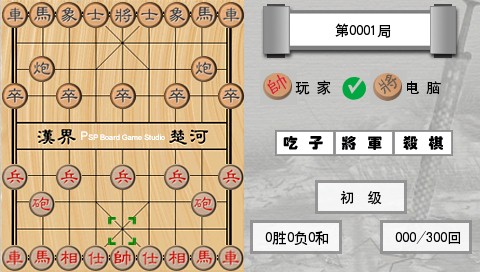 車馬象士將士象馬車
炮炮
卒卒卒卒卒
漢界 PSP Board Game Studio 楚河
兵兵兵兵兵
砲砲
車馬相仕帥仕相馬車
第0001局
帥 玩家 將 电脑
吃子 將軍 殺棋
初级
0胜0负0和 000/300回